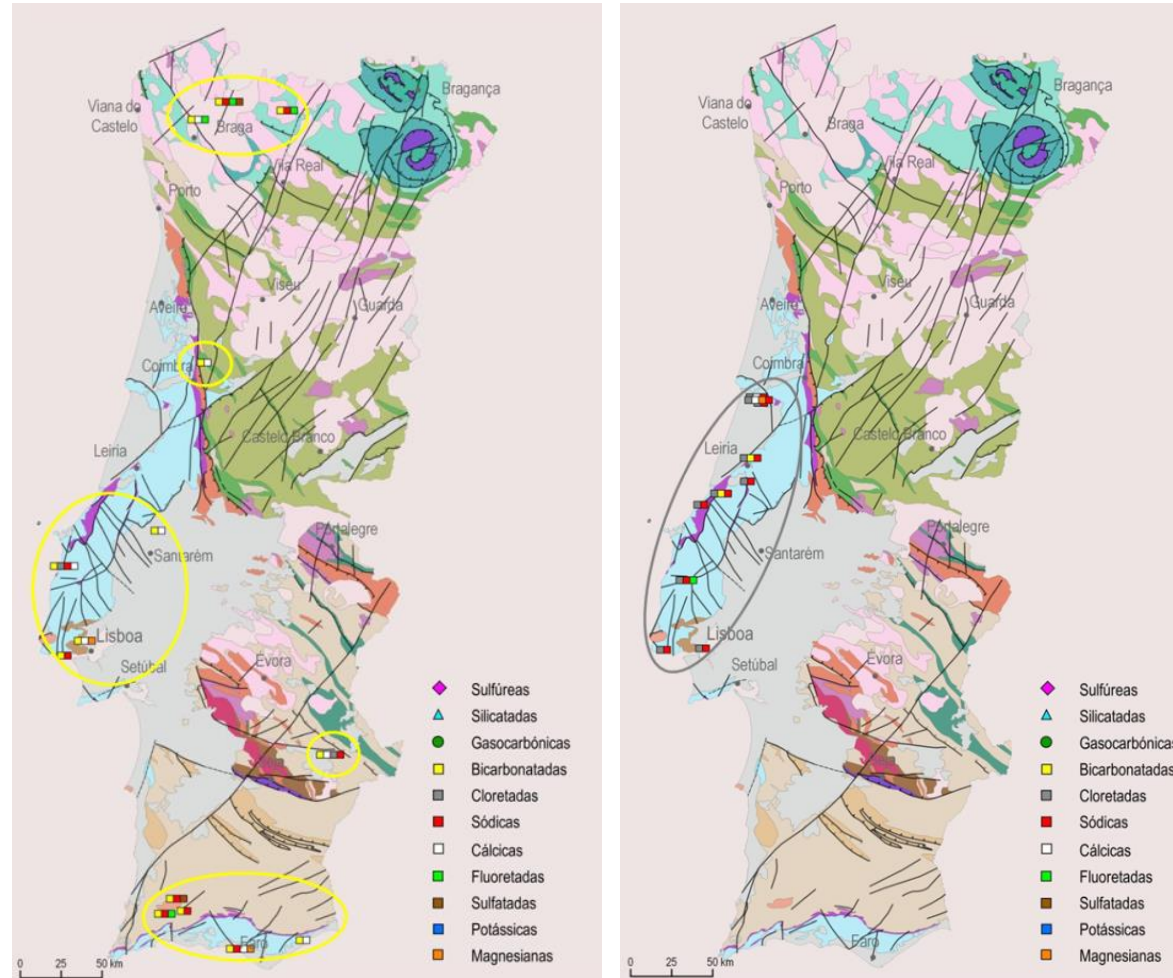 Viana do
Castelo
Braga
Bragança
Vila Real
Porto
Viseu
Aveiro
Guarda
Coimbra
Castelo Branco
Leiria
Portalegre
Santarém
Lisboa
Setúbal
Évora
Faro
Sulfúreas
Silicatadas
Gasocarbónicas
Bicarbonatadas
Cloretadas
Sódicas
Cálcicas
Fluoretadas
Sulfatadas
Potássicas
Magnesianas
0 25 50 km
Viana do
Castelo
Braga
Bragança
Vila Real
Porto
Viseu
Aveiro
Guarda
Coimbra
Castelo Branco
Leiria
Portalegre
Santarém
Lisboa
Setúbal
Évora
Faro
Sulfúreas
Silicatadas
Gasocarbónicas
Bicarbonatadas
Cloretadas
Sódicas
Cálcicas
Fluoretadas
Sulfatadas
Potássicas
Magnesianas
0 25 50 km